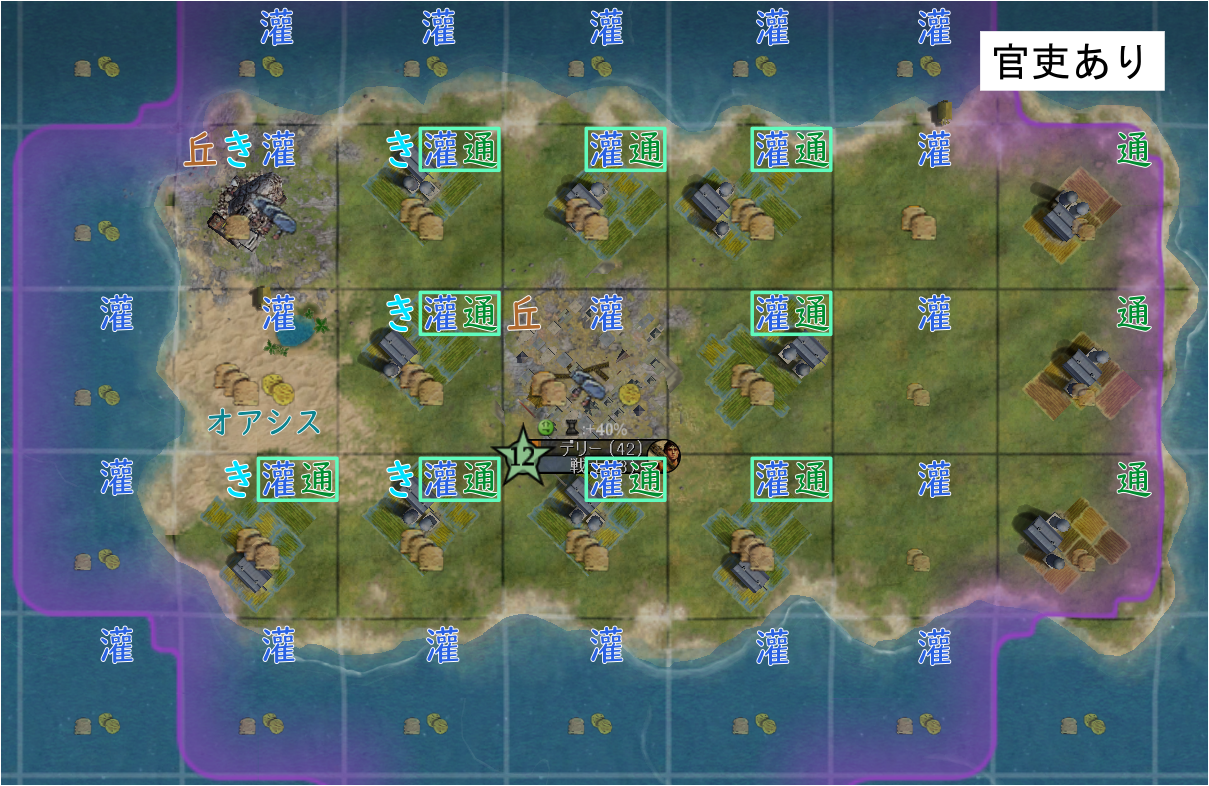 灌 灌 灌 灌 灌
官吏あり
丘 き 灌 き 灌 通 灌 通 灌 通 灌 通
灌 灌 き 灌 通 丘 灌 灌 通 灌 通
オアシス
:+40%
12 デリー (42)
灌 き 灌 通 き 灌 通 灌 通 灌 通 灌 通
灌 灌 灌 灌 灌 灌